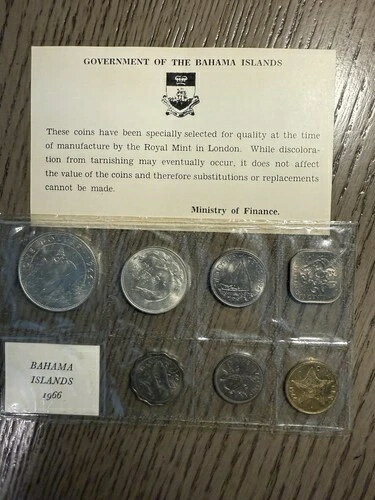 GOVERNMENT OF THE BAHAMA ISLANDS
These coins have been specially selected for quality at the time
of manufacture by the Royal Mint in London. While discolora-
tion from tarnishing may eventually occur, it does not affect
the value of the coins and therefore substitutions or replacements
cannot be made.
Ministry of Finance.
BAHAMA
ISLANDS
1966